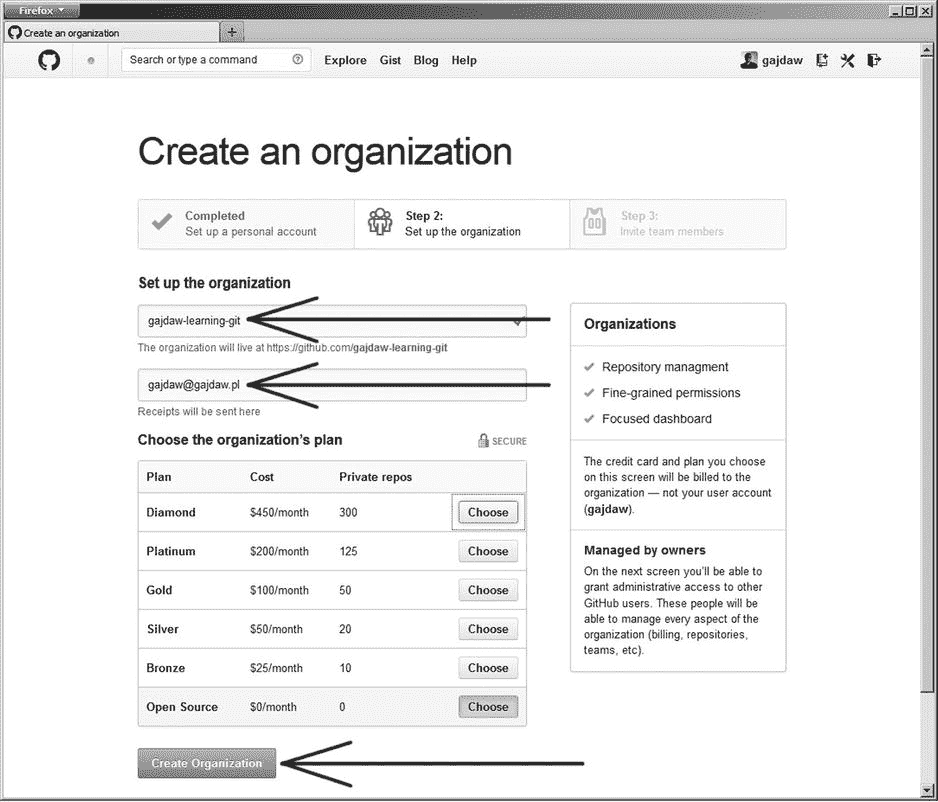 Firefox
Create an organization
Search or type a command
Explore Gist Blog Help
gajdaw
Create an organization
Completed
Set up a personal account
Step 2:
Set up the organization
Step 3:
Invite team members
Set up the organization
gajdaw-learning-git
The organization will live at https://github.com/gajdaw-learning-git
gajdaw@gajdaw.pl
Receipts will be sent here
Choose the organization's plan
SECURE
Plan Cost Private repos
Diamond $450/month 300 Choose
Platinum $200/month 125 Choose
Gold $100/month 50 Choose
Silver $50/month 20 Choose
Bronze $25/month 10 Choose
Open Source $0/month 0 Choose
Create Organization
Organizations
Repository managment
Fine-grained permissions
Focused dashboard
The credit card and plan you choose
on this screen will be billed to the
organization — not your user account
(gajdaw).
Managed by owners
On the next screen you'll be able to
grant administrative access to other
GitHub users. These people will be
able to manage every aspect of the
organization (billing, repositories,
teams, etc).